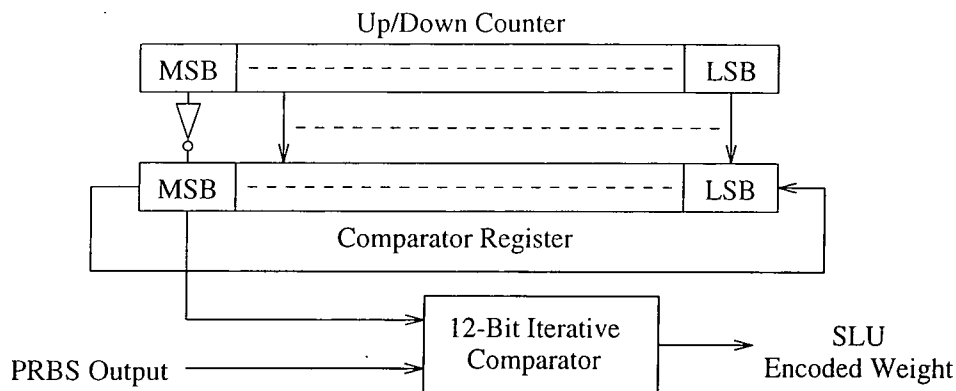 Up/Down Counter
MSB
LSB
MSB
LSB
Comparator Register
12-Bit Iterative
Comparator
PRBS Output
SLU
Encoded Weight